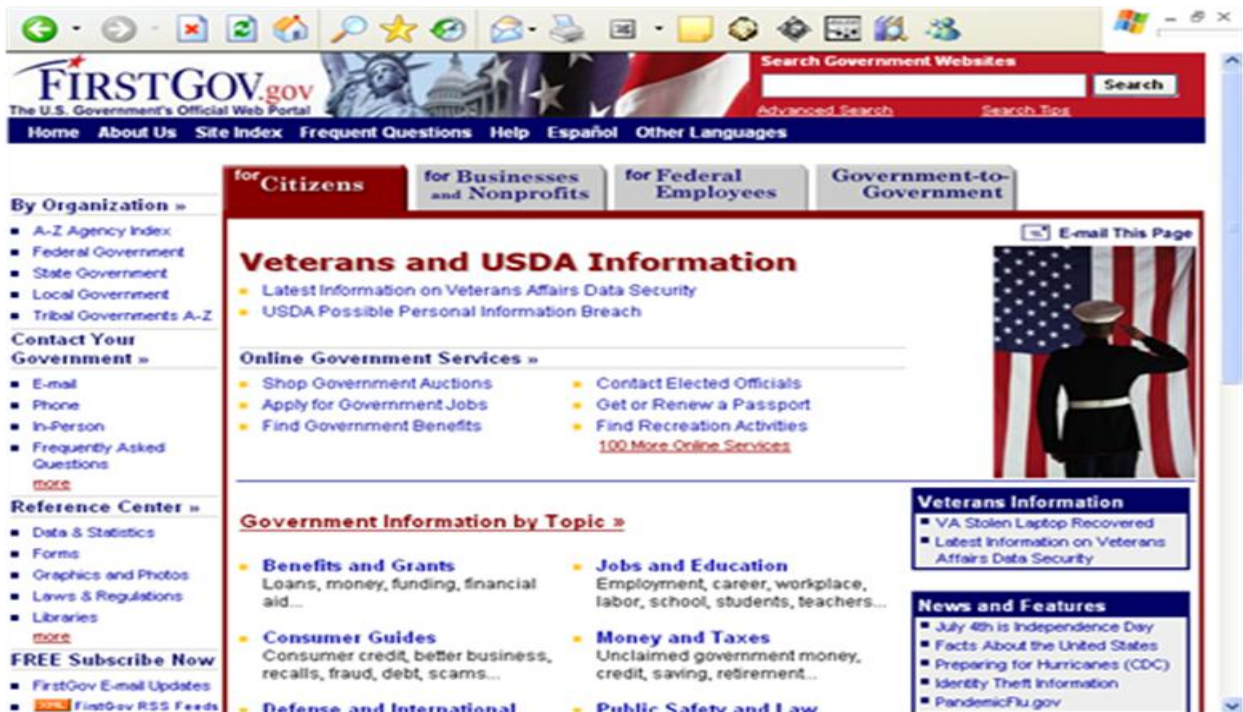 FIRSTGOV.gov
The U.S. Government's Official Web Portal
Search Government Websites
Search
Advanced Search Search Tips
Home About Us Site Index Frequent Questions Help Español Other Languages
for Citizens
for Businesses
and Nonprofits
for Federal
Employees
Government-to-
Government
By Organization »
A-Z Agency Index
Federal Government
State Government
Local Government
Tribal Governments A-Z
Contact Your
Government »
E-mail
Phone
In-Person
Frequently Asked
Questions
more
Reference Center »
Data & Statistics
Forms
Graphics and Photos
Laws & Regulations
Libraries
more
FREE Subscribe Now
FirstGov E-mail Updates
XML FirstGov RSS Feeds
E-mail This Page
Veterans and USDA Information
Latest Information on Veterans Affairs Data Security
USDA Possible Personal Information Breach
Online Government Services »
Shop Government Auctions
Apply for Government Jobs
Find Government Benefits
Contact Elected Officials
Get or Renew a Passport
Find Recreation Activities
100 More Online Services
Government Information by Topic »
Benefits and Grants
Loans, money, funding, financial
aid...
Consumer Guides
Consumer credit, better business,
recalls, fraud, debt, scams...
Defense and International
Jobs and Education
Employment, career, workplace,
labor, school, students, teachers...
Money and Taxes
Unclaimed government money,
credit, saving, retirement...
Public Safety and Law
Veterans Information
VA Stolen Laptop Recovered
Latest Information on Veterans
Affairs Data Security
News and Features
July 4th is Independence Day
Facts About the United States
Preparing for Hurricanes (CDC)
Identity Theft Information
PandemicFlu.gov